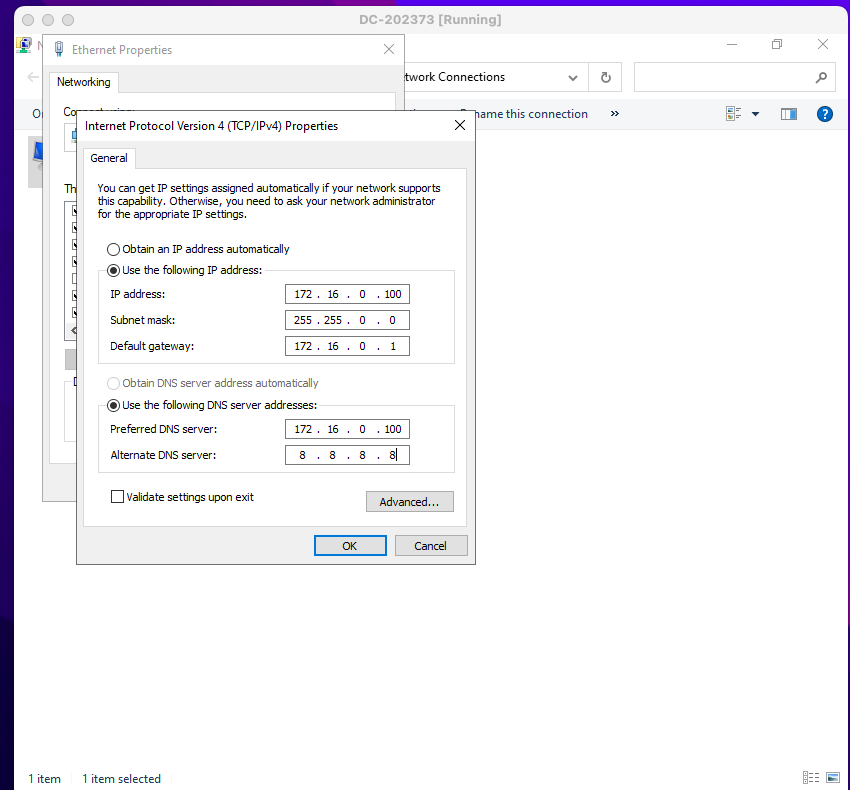 DC-202373 [Running]
Ethernet Properties
Networking
twork Connections
name this connection
»
Internet Protocol Version 4 (TCP/IPv4) Properties
General
You can get IP settings assigned automatically if your network supports
this capability. Otherwise, you need to ask your network administrator
for the appropriate IP settings.
Obtain an IP address automatically
Use the following IP address:
IP address: 172 . 16 . 0 . 100
Subnet mask: 255 . 255 . 0 . 0
Default gateway: 172 . 16 . 0 . 1
Obtain DNS server address automatically
Use the following DNS server addresses:
Preferred DNS server: 172 . 16 . 0 . 100
Alternate DNS server: 8 . 8 . 8 . 8
Validate settings upon exit
Advanced...
OK Cancel
1 item 1 item selected